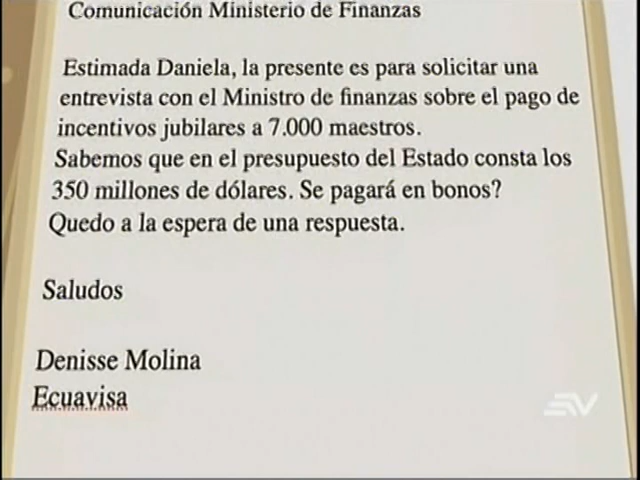 Comunicación Ministerio de Finanzas
Estimada Daniela, la presente es para solicitar una
entrevista con el Ministro de finanzas sobre el pago de
incentivos jubilares a 7.000 maestros.
Sabemos que en el presupuesto del Estado consta los
350 millones de dólares. Se pagará en bonos?
Quedo a la espera de una respuesta.
Saludos
Denisse Molina
Ecuavisa